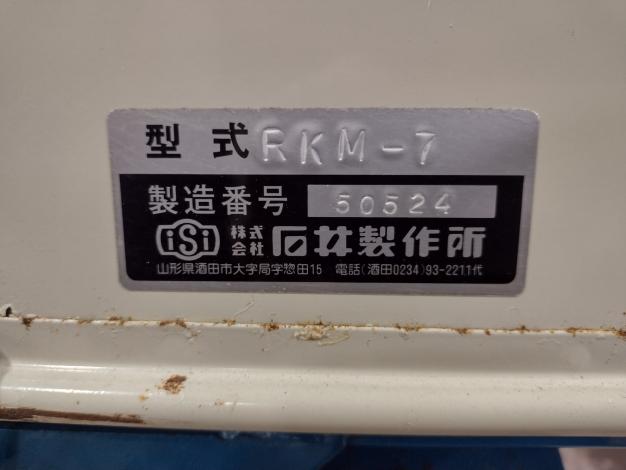 型式 RKM-7
製造番号 50524
iSi 株式会社 石井製作所
山形県酒田市大字局字惣田15 電話(酒田0234)93-2211代